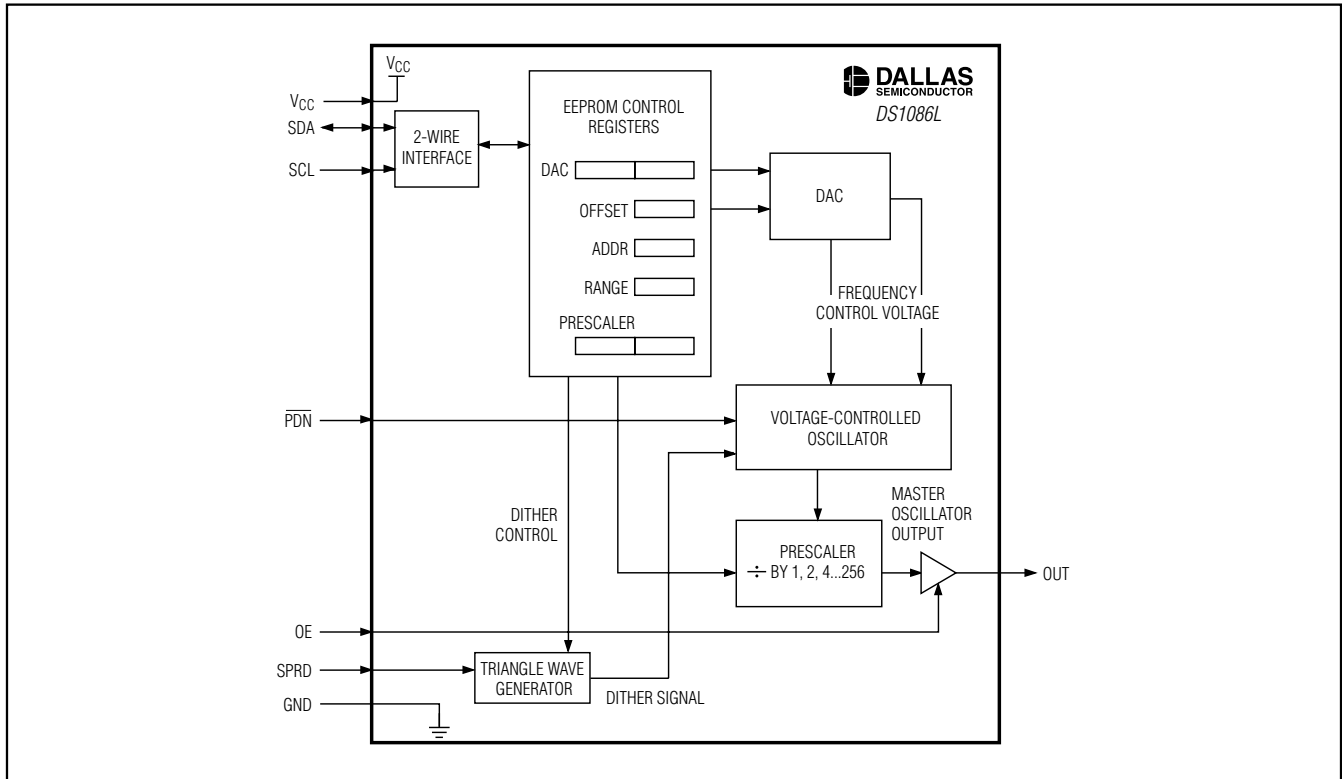 DALLAS
SEMICONDUCTOR
DS1086L
VCC
VCC
SDA
SCL
2-WIRE
INTERFACE
EEPROM CONTROL
REGISTERS
DAC
OFFSET
ADDR
RANGE
PRESCALER
DAC
FREQUENCY
CONTROL VOLTAGE
PDN
VOLTAGE-CONTROLLED
OSCILLATOR
DITHER
CONTROL
MASTER
OSCILLATOR
OUTPUT
PRESCALER
÷ BY 1, 2, 4...256
OUT
OE
SPRD
GND
TRIANGLE WAVE
GENERATOR
DITHER SIGNAL